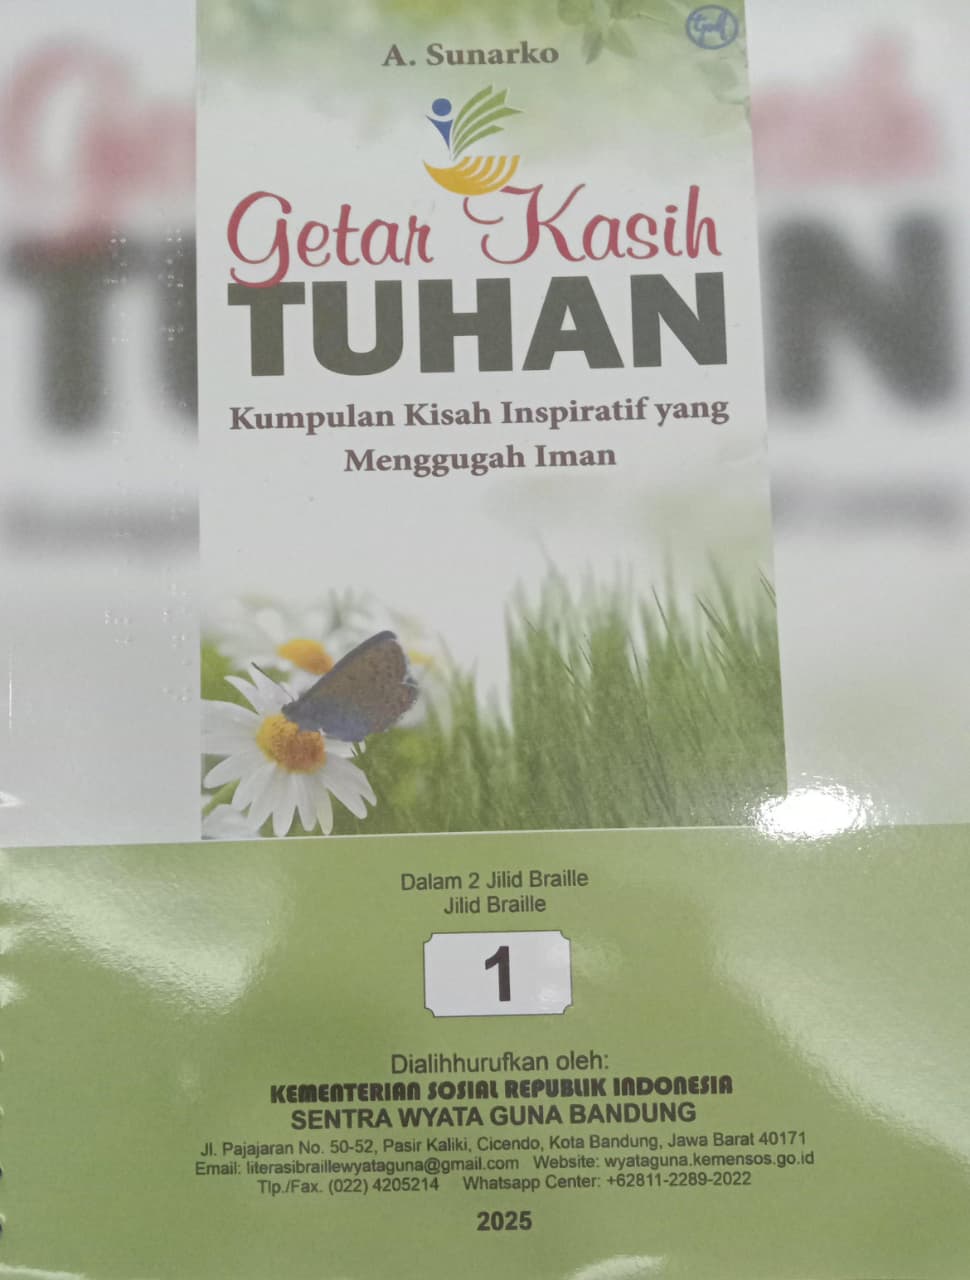 A. Sunarko
Getar Kasih
TUHAN
Kumpulan Kisah Inspiratif yang
Menggugah Iman
Dalam 2 Jilid Braille
Jilid Braille
1
Dialihhurufkan oleh:
KEMENTERIAN SOSIAL REPUBLIK INDONESIA
SENTRA WYATA GUNA BANDUNG
Jl. Pajajaran No. 50-52, Pasir Kaliki, Cicendo, Kota Bandung, Jawa Barat 40171
Email: literasibraillewyataguna@gmail.com Website: wyataguna.kemensos.go.id
Tlp./Fax. (022) 4205214 Whatsapp Center: +62811-2289-2022
2025